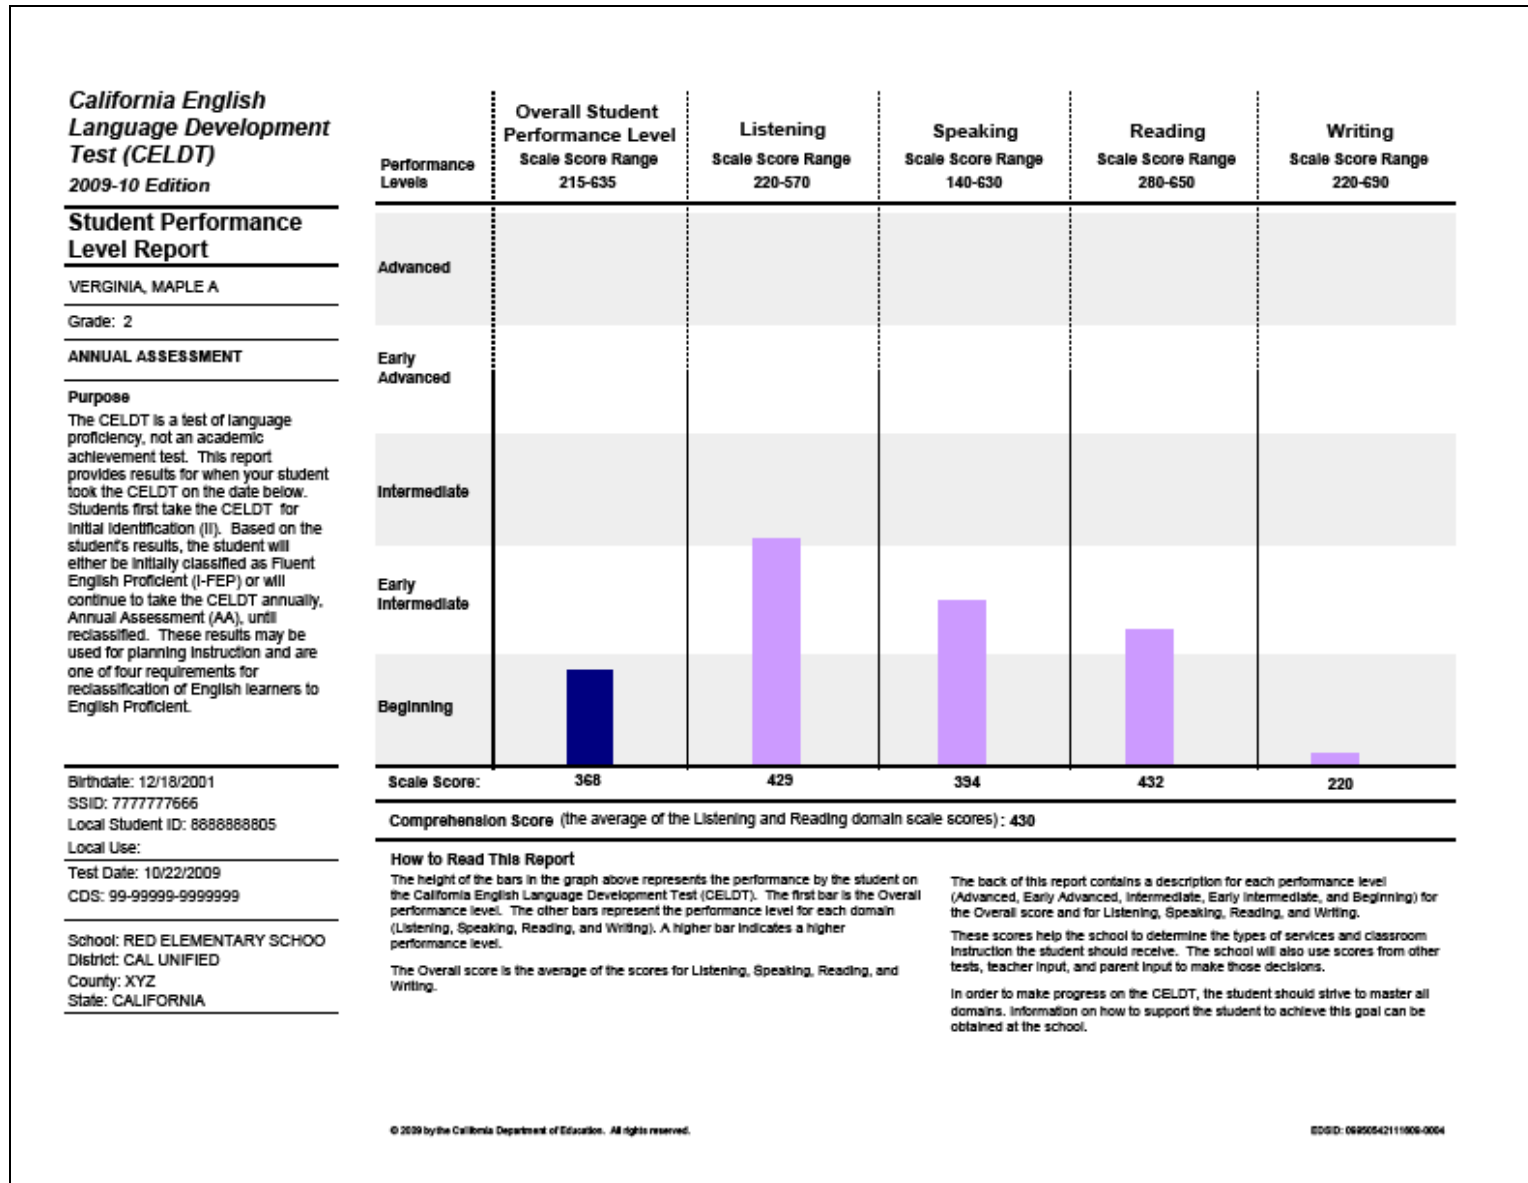 California English
Language Development
Test (CELDT)
2009-10 Edition
Student Performance
Level Report
VERGINIA, MAPLE A
Grade: 2
ANNUAL ASSESSMENT
Purpose
The CELDT is a test of language
proficiency, not an academic
achievement test. This report
provides results for when your student
took the CELDT on the date below.
Students first take the CELDT for
Initial Identification (II). Based on the
student's results, the student will
either be initially classified as Fluent
English Proficient (I-FEP) or will
continue to take the CELDT annually,
Annual Assessment (AA), until
reclassified. These results may be
used for planning instruction and are
one of four requirements for
reclassification of English learners to
English Proficient.
Birthdate: 12/18/2001
SSID: 7777777666
Local Student ID: 8888888805
Local Use:
Test Date: 10/22/2009
CDS: 99-99999-9999999
School: RED ELEMENTARY SCHOO
District: CAL UNIFIED
County: XYZ
State: CALIFORNIA
Performance
Levels
Overall Student
Performance Level
Scale Score Range
215-635
Listening
Scale Score Range
220-570
Speaking
Scale Score Range
140-630
Reading
Scale Score Range
280-650
Writing
Scale Score Range
220-690
Advanced
Early
Advanced
Intermediate
Early
Intermediate
Beginning
Scale Score: 368 429 394 432 220
Comprehension Score (the average of the Listening and Reading domain scale scores) : 430
How to Read This Report
The height of the bars in the graph above represents the performance by the student on
the California English Language Development Test (CELDT). The first bar is the Overall
performance level. The other bars represent the performance level for each domain
(Listening, Speaking, Reading, and Writing). A higher bar indicates a higher
performance level.
The Overall score is the average of the scores for Listening, Speaking, Reading, and
Writing.
The back of this report contains a description for each performance level
(Advanced, Early Advanced, Intermediate, Early Intermediate, and Beginning) for
the Overall score and for Listening, Speaking, Reading, and Writing.
These scores help the school to determine the types of services and classroom
instruction the student should receive. The school will also use scores from other
tests, teacher input, and parent input to make those decisions.
In order to make progress on the CELDT, the student should strive to master all
domains. Information on how to support the student to achieve this goal can be
obtained at the school.
© 2009 by the California Department of Education. All rights reserved.
EDSID: